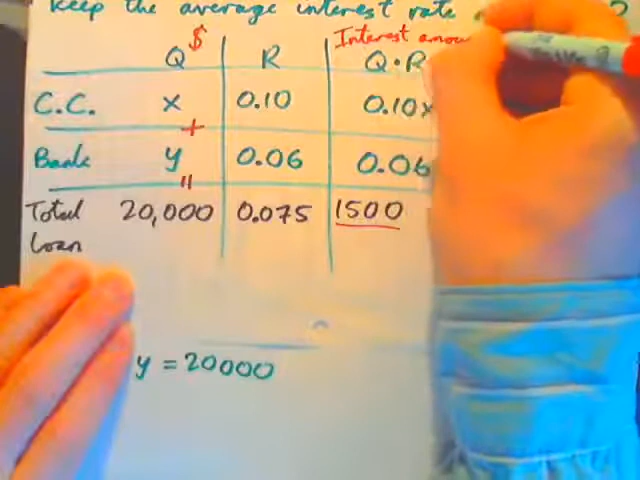 keep the average interest rate
Q $ R Interest amou
Q·R
C.C. x 0.10 0.10x
+
Bank y 0.06 0.06
=
Total 20,000 0.075 1500
loan
y = 20000